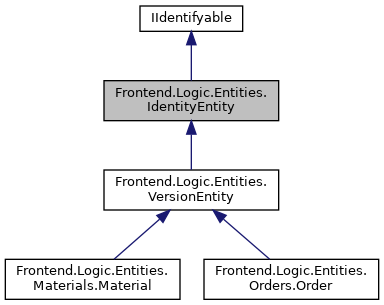 IIdentifyable
Frontend.Logic.Entities.
IdentityEntity
Frontend.Logic.Entities.
VersionEntity
Frontend.Logic.Entities.
Materials.Material
Frontend.Logic.Entities.
Orders.Order